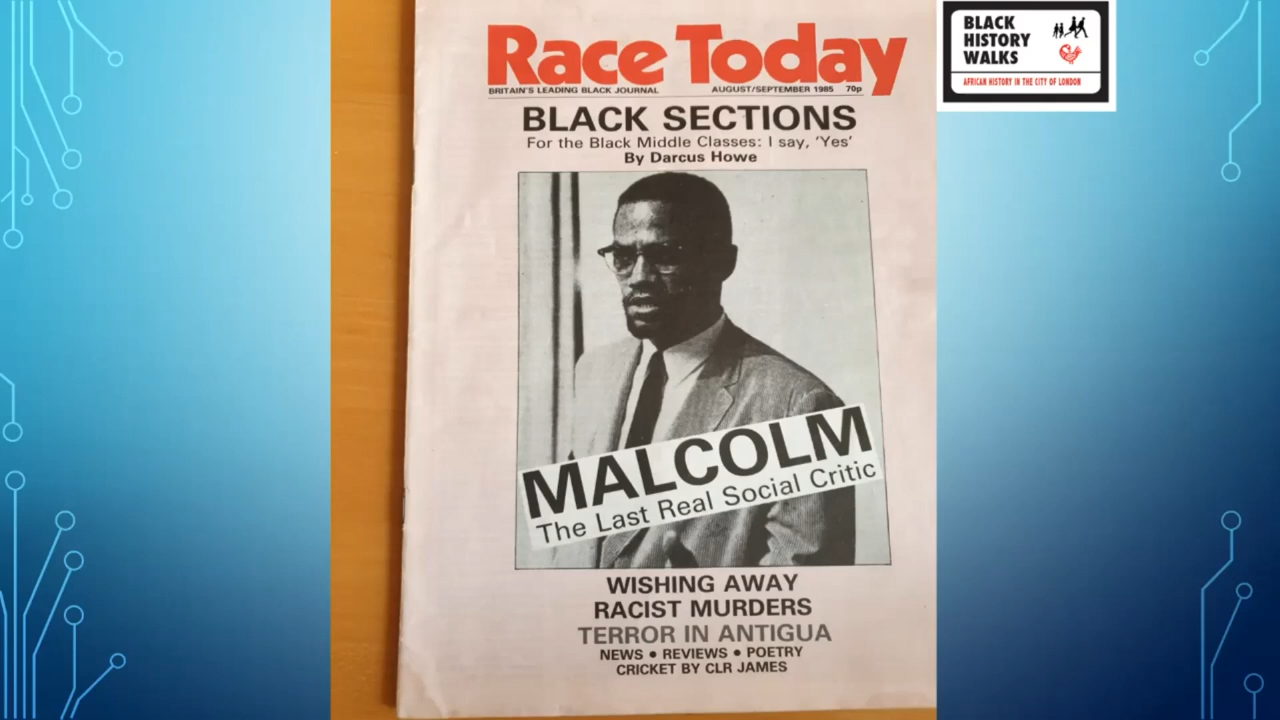 Race Today
BRITAIN'S LEADING BLACK JOURNAL AUGUST/SEPTEMBER 1985 70p
BLACK SECTIONS
For the Black Middle Classes: I say, 'Yes'
By Darcus Howe
MALCOLM
The Last Real Social Critic
WISHING AWAY
RACIST MURDERS
TERROR IN ANTIGUA
NEWS • REVIEWS • POETRY
CRICKET BY CLR JAMES
BLACK
HISTORY
WALKS
AFRICAN HISTORY IN THE CITY OF LONDON